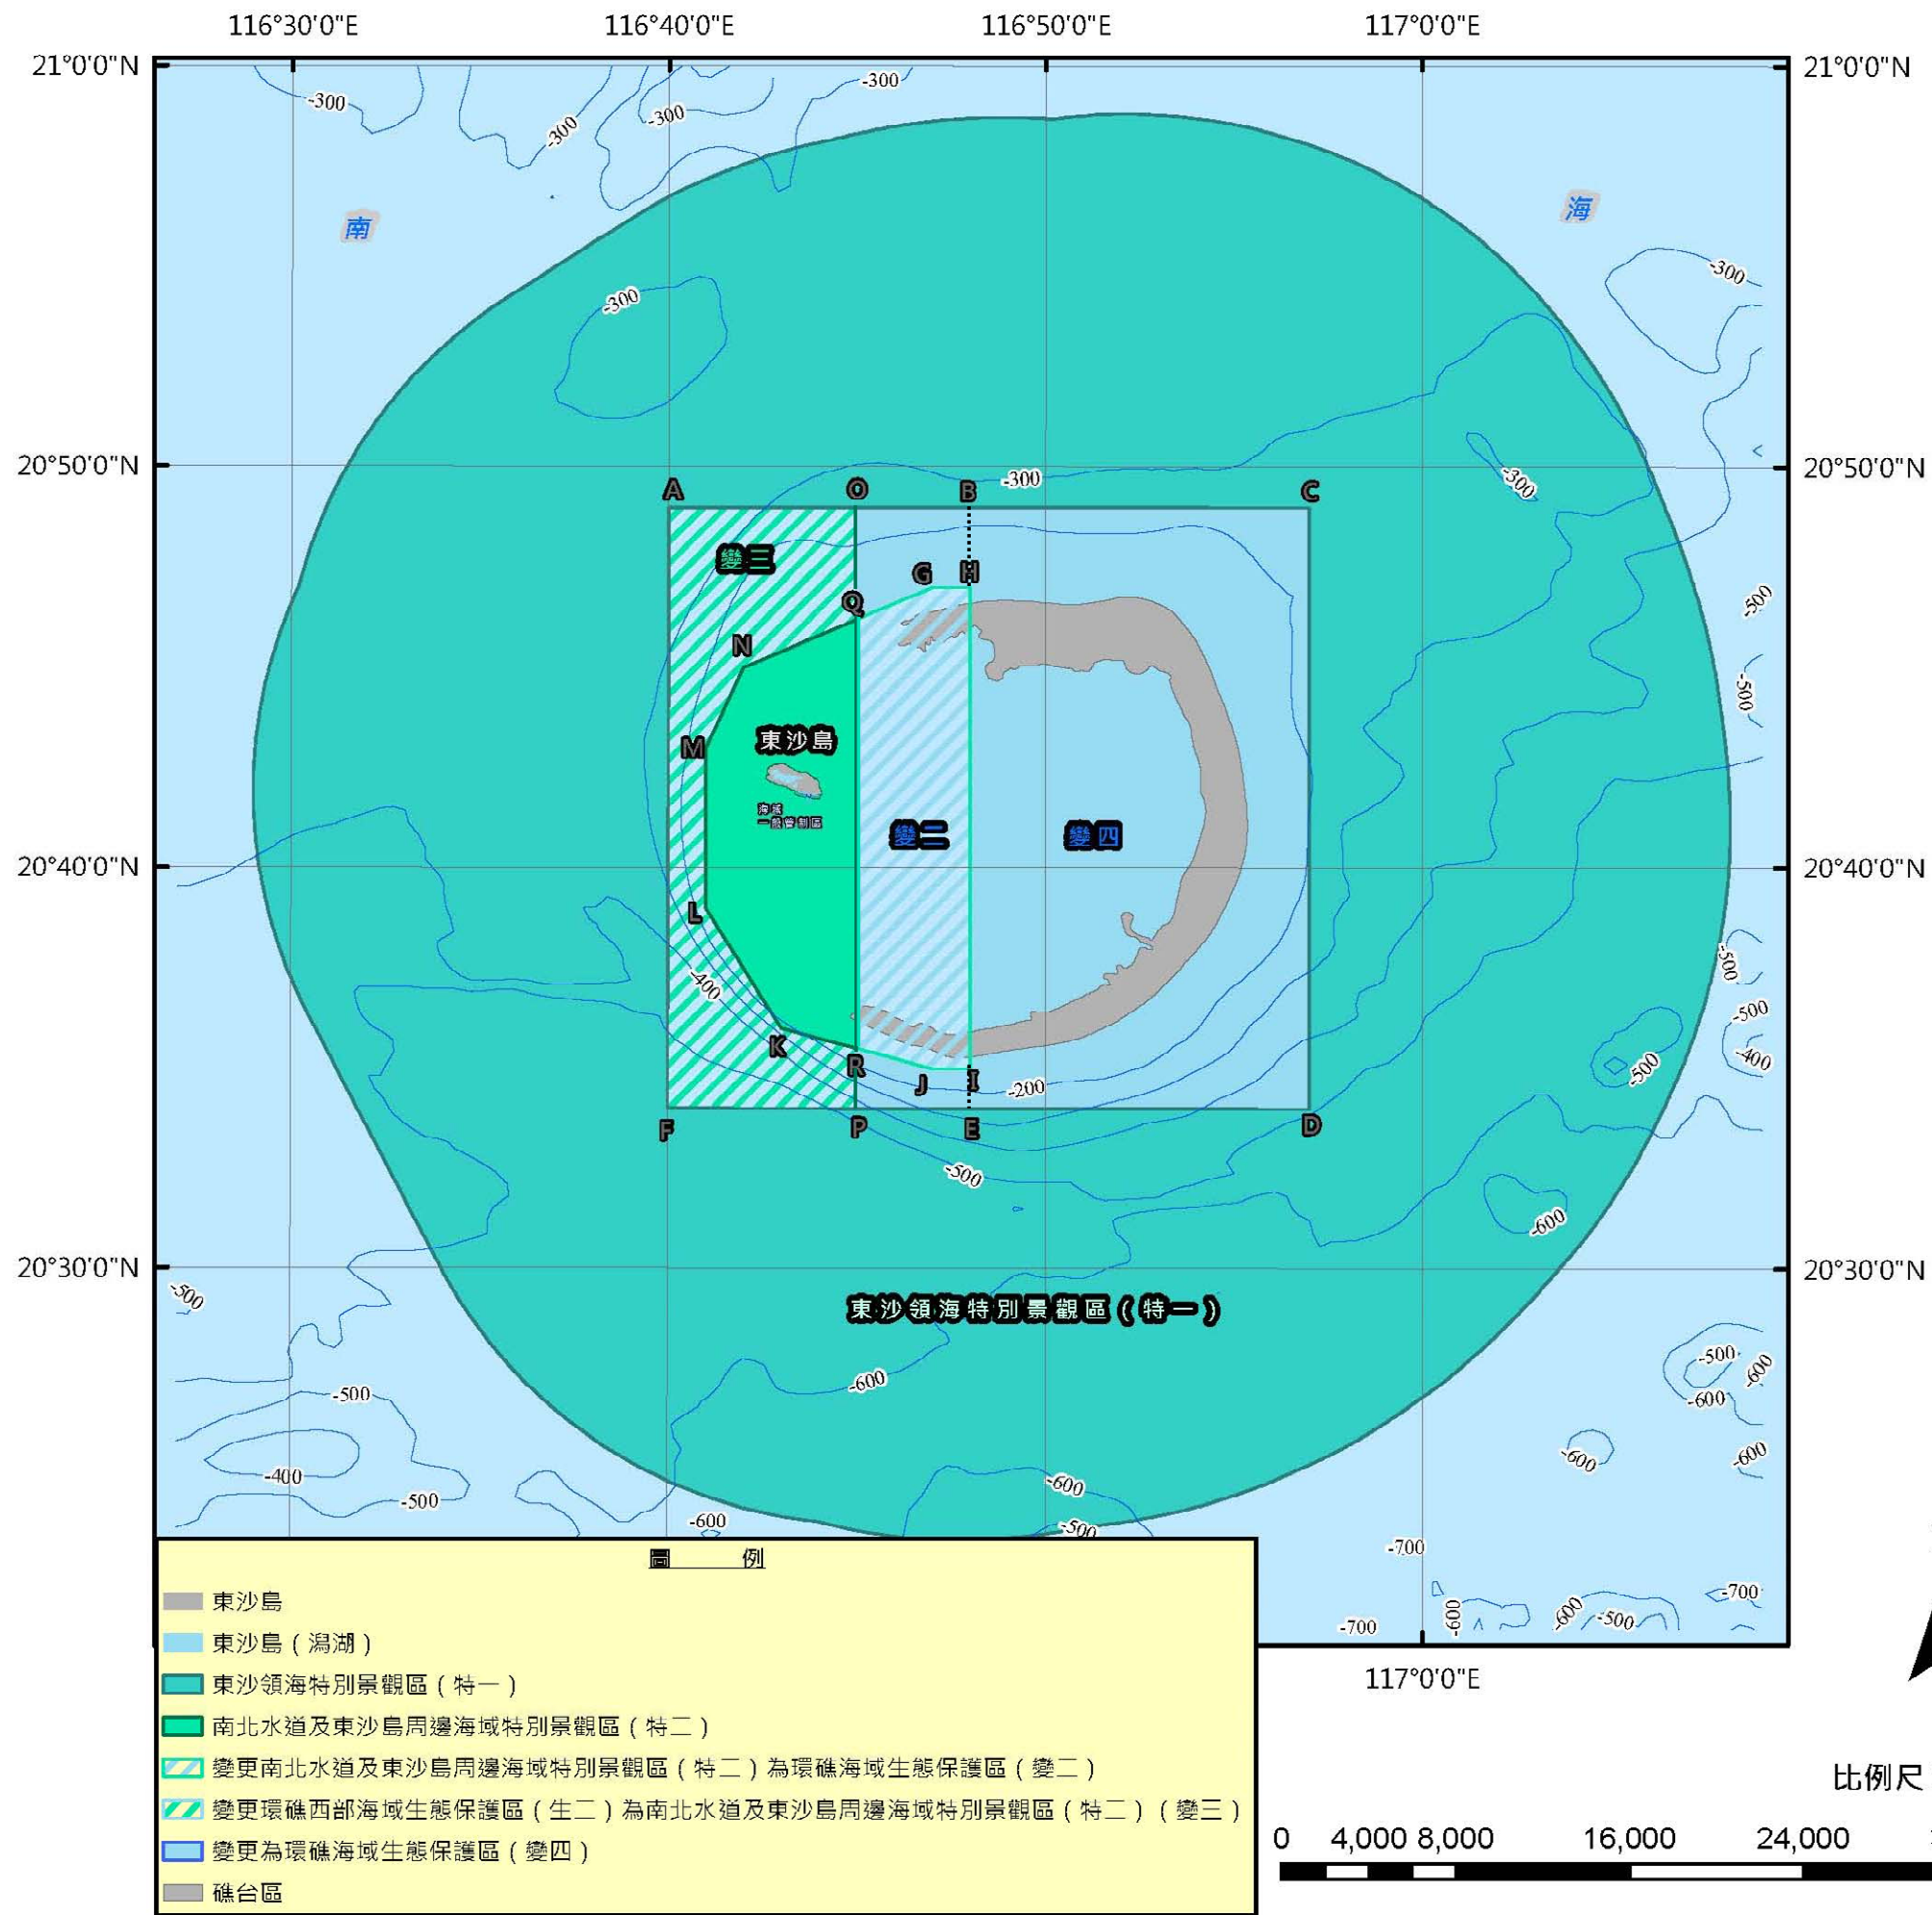 116°30'0"E 116°40'0"E 116°50'0"E 117°0'0"E
21°0'0"N 21°0'0"N
-300 -300 -300 -300
南 海
-300 -300
20°50'0"N 20°50'0"N
-300 -300
A O B C
變三
G H
Q
-500
N
-500
M
東沙島
海域
一般管制區
變二 變四
20°40'0"N 20°40'0"N
L
-400
-500
-500
K R J I
-200
-500
-400
F P E D
-500
-600
20°30'0"N 20°30'0"N
-500
東沙領海特別景觀區(特一)
-500
-600
-600
-500
-600
-400
-500
-600
-600
-600
-600
-500
-700
-700
-600
-600
-500
-700
117°0'0"E
圖 例
東沙島
東沙島(潟湖)
東沙領海特別景觀區(特一)
南北水道及東沙島周邊海域特別景觀區(特二)
變更南北水道及東沙島周邊海域特別景觀區(特二)為環礁海域生態保護區(變二)
變更環礁西部海域生態保護區(生二)為南北水道及東沙島周邊海域特別景觀區(特二)(變三)
變更為環礁海域生態保護區(變四)
礁台區
比例尺
0 4,000 8,000 16,000 24,000